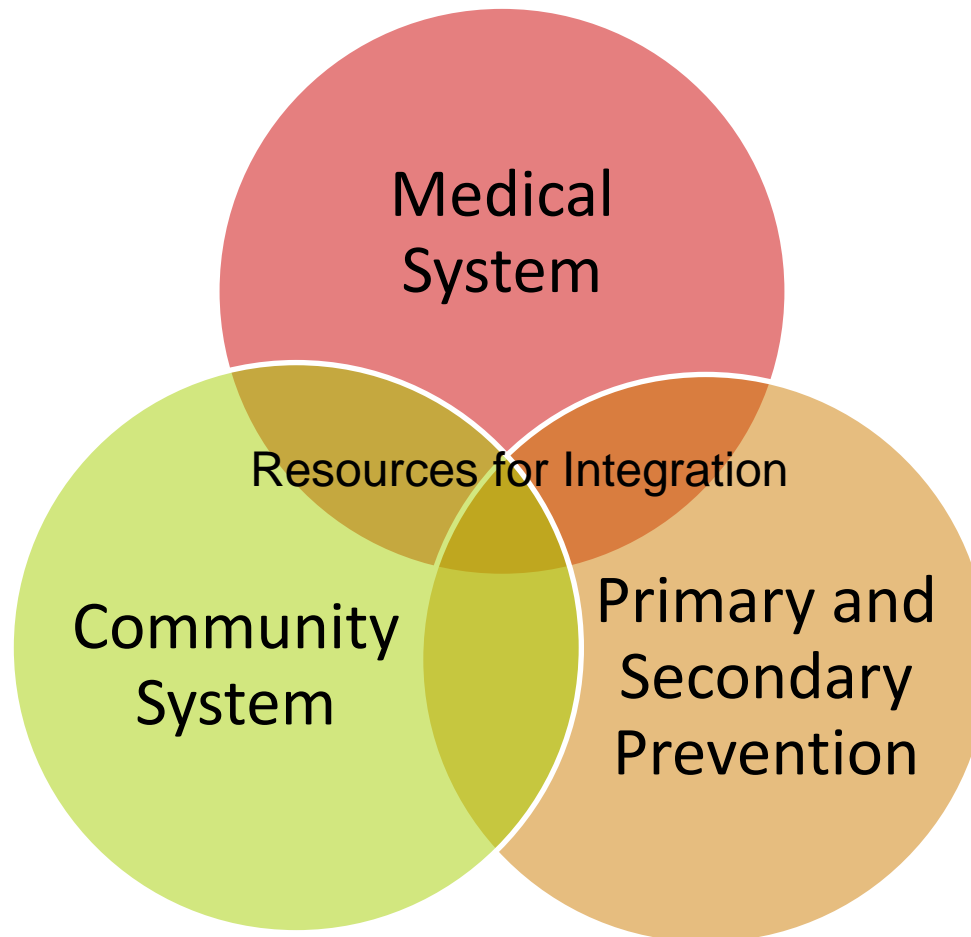 Medical
System
Resources for Integration
Community
System
Primary and
Secondary
Prevention